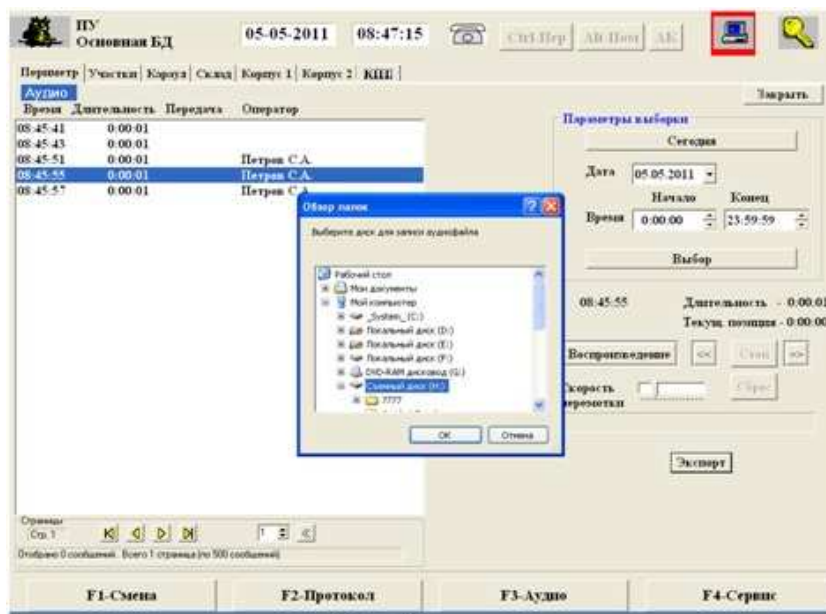 ПУ
Основная БД
05-05-2011
08:47:15
Ctrl-Пер
Alt-Пом
АК
Периметр Участки Караул Склад Корпус 1 Корпус 2 КПП
Аудио
Закрыть
Время Длительность Передача Оператор
08:45:41 0:00:01
08:45:43 0:00:01
08:45:51 0:00:01 Петров С.А.
08:45:55 0:00:01 Петров С.А.
08:45:57 0:00:01 Петров С.А.
Параметры выборки
Сегодня
Дата 05.05.2011
Начало Конец
Время 0:00:00 23:59:59
Выбор
Обзор папок
Выберите диск для записи аудиофайла
Рабочий стол
Мои документы
Мой компьютер
_System_ (C:)
Локальный диск (D:)
Локальный диск (E:)
Локальный диск (F:)
DVD-RAM дисковод (G:)
Съемный диск (H:)
7777
ОК Отмена
08:45:55 Длительность - 0:00:01
Текущ. позиция - 0:00:00
Воспроизведение << Стоп >>
Скорость перемотки
Сброс
Экспорт
Страницы
Стр. 1
1
<<
Отобрано 0 сообщений. Всего 1 страница (по 500 сообщений)
F1-Смена F2-Протокол F3-Аудио F4-Сервис